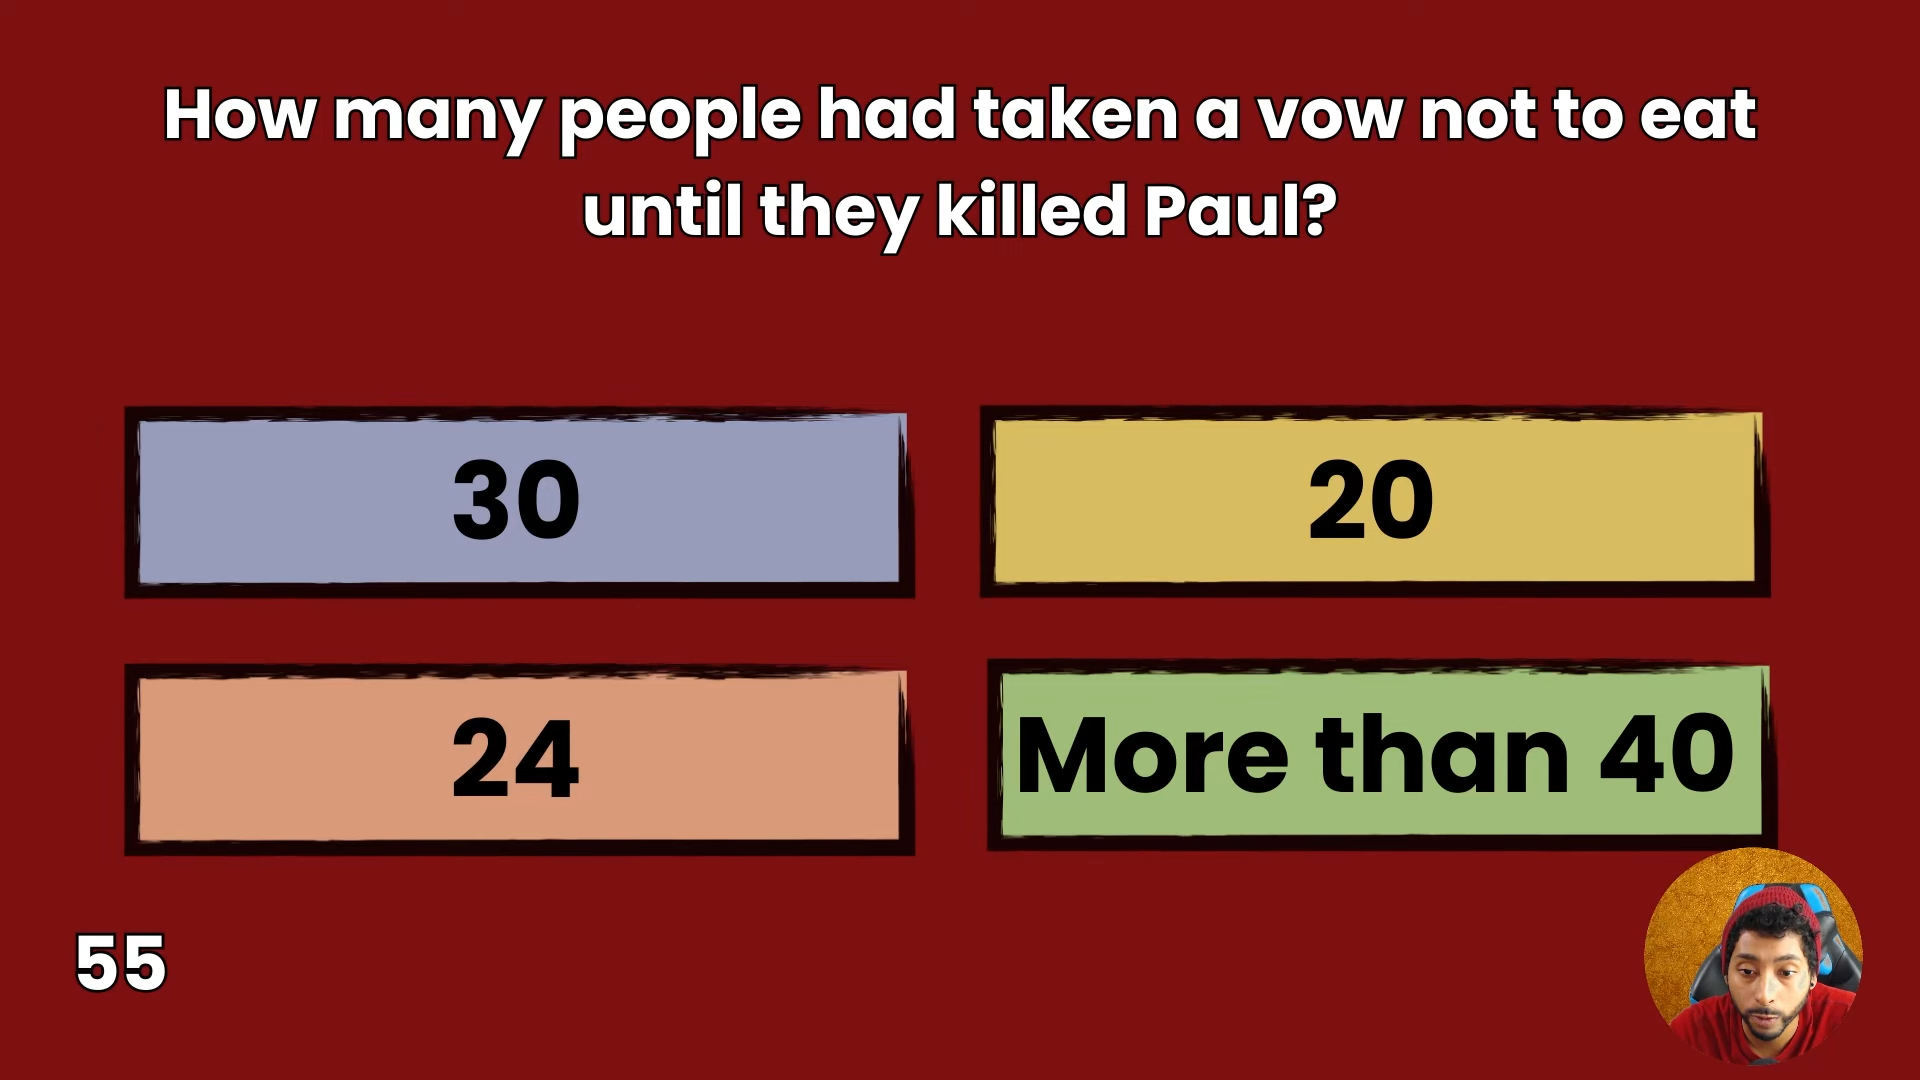 How many people had taken a vow not to eat
until they killed Paul?
30
20
24
More than 40
55